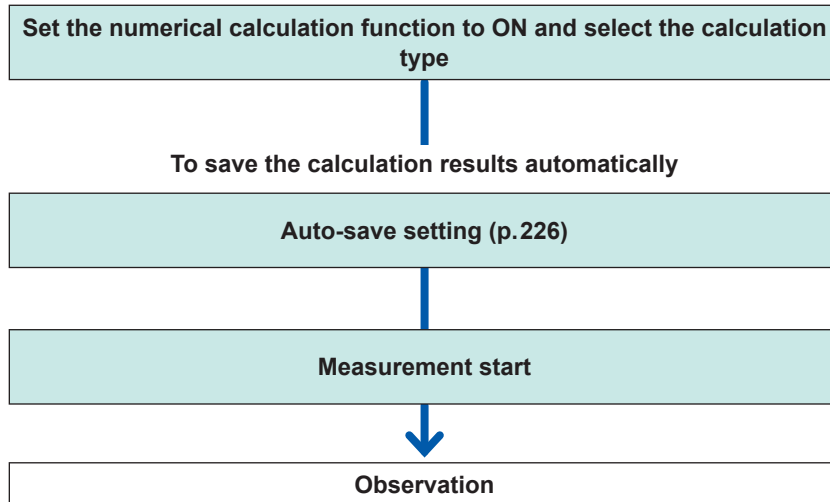 Set the numerical calculation function to ON and select the calculation
type
To save the calculation results automatically
Auto-save setting (p.226)
Measurement start
Observation